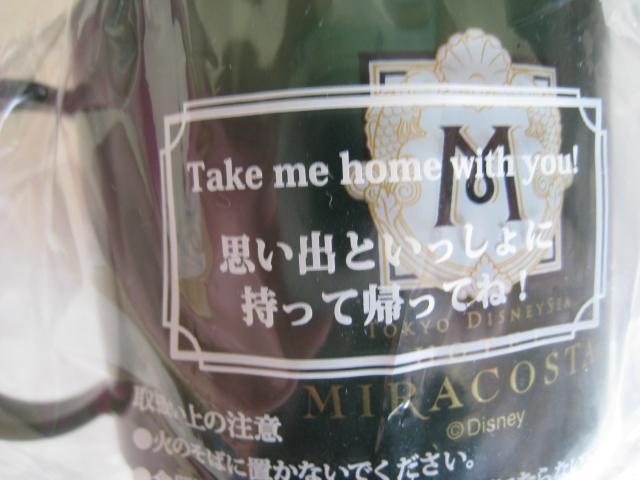 Take me home with you!
思い出といっしょに
持って帰ってね!
M
TOKYO DISNEYSEA
HOTEL
MIRACOSTA
©Disney
取扱い上の注意
●火のそばに置かないでください。